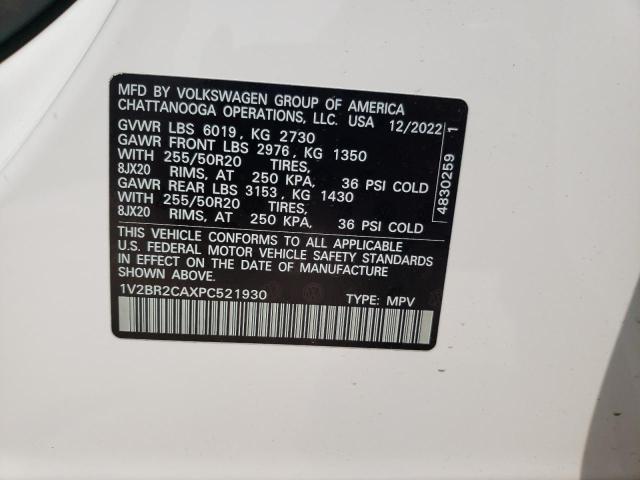 MFD BY VOLKSWAGEN GROUP OF AMERICA
CHATTANOOGA OPERATIONS, LLC. USA 12/2022
GVWR LBS 6019, KG 2730
GAWR FRONT LBS 2976, KG 1350
WITH 255/50R20 TIRES,
8JX20 RIMS, AT 250 KPA, 36 PSI COLD
GAWR REAR LBS 3153, KG 1430
WITH 255/50R20 TIRES,
8JX20 RIMS, AT 250 KPA, 36 PSI COLD
THIS VEHICLE CONFORMS TO ALL APPLICABLE
U.S. FEDERAL MOTOR VEHICLE SAFETY STANDARDS
IN EFFECT ON THE DATE OF MANUFACTURE
SHOWN ABOVE.
1V2BR2CAXPC521930 TYPE: MPV
4830259 1